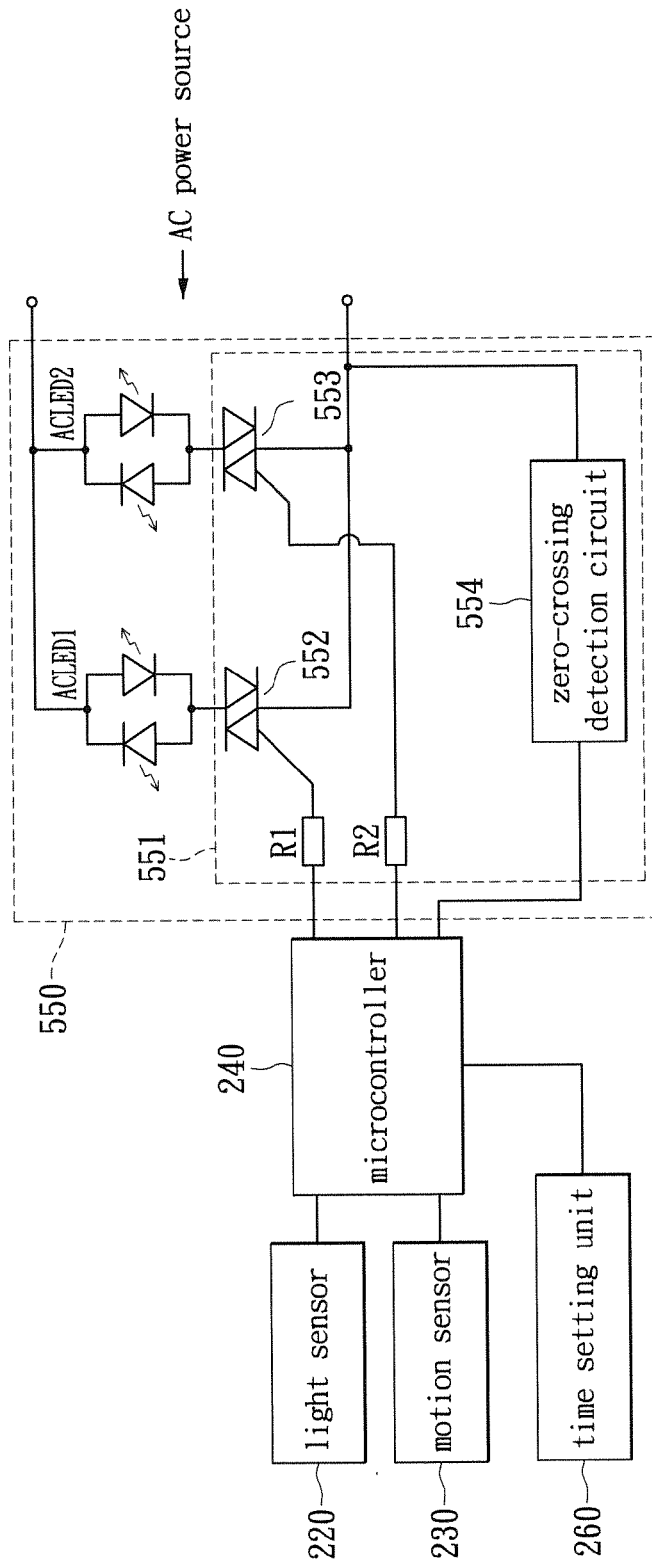 AC power source
ACLED2
ACLED1
553
552
551
550
R1
R2
554
zero-crossing
detection circuit
240
microcontroller
light sensor
220
motion sensor
230
time setting unit
260